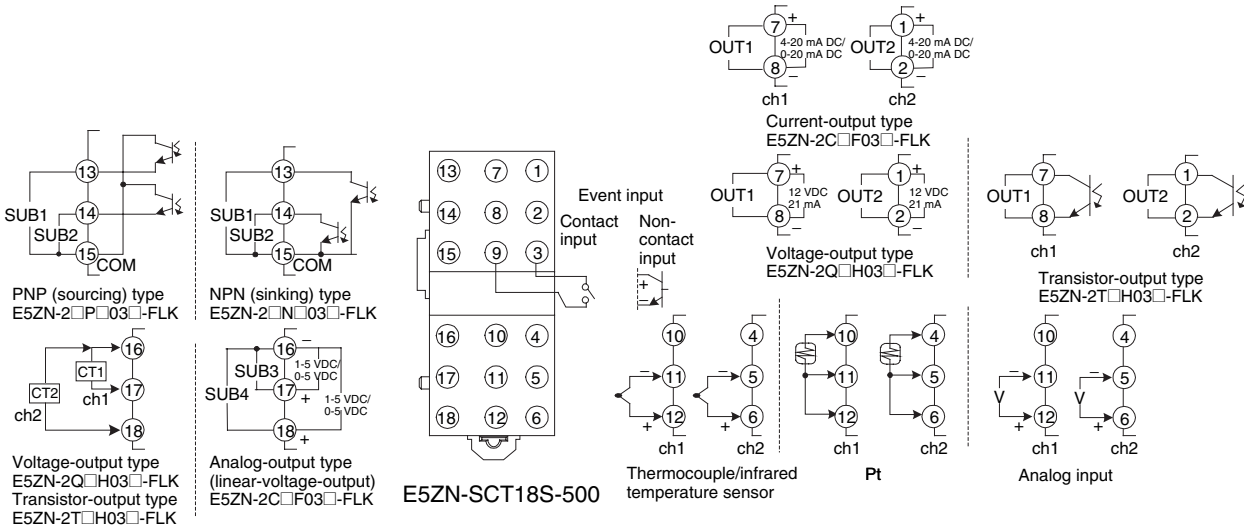 7
+
OUT1
4-20 mA DC/
0-20 mA DC
8
−
ch1
1
+
OUT2
4-20 mA DC/
0-20 mA DC
2
−
ch2
Current-output type
E5ZN-2C□F03□-FLK
13
14
SUB1
SUB2
15
COM
PNP (sourcing) type
E5ZN-2□P□03□-FLK
13
14
SUB1
SUB2
15
COM
NPN (sinking) type
E5ZN-2□N□03□-FLK
13 7 1
14 8 2
15 9 3
16 10 4
17 11 5
18 12 6
E5ZN-SCT18S-500
Event input
Contact
input
Non-
contact
input
+
−
7
+
OUT1
12 VDC
21 mA
8
−
1
+
OUT2
12 VDC
21 mA
2
−
Voltage-output type
E5ZN-2Q□H03□-FLK
7
OUT1
8
ch1
1
OUT2
2
ch2
Transistor-output type
E5ZN-2T□H03□-FLK
16
CT1
CT2
17
ch2
ch1
18
Voltage-output type
E5ZN-2Q□H03□-FLK
Transistor-output type
E5ZN-2T□H03□-FLK
16
−
SUB3
1-5 VDC/
0-5 VDC
SUB4
17
+
1-5 VDC/
0-5 VDC
18
+
Analog-output type
(linear-voltage-output)
E5ZN-2C□F03□-FLK
10
−
11
+
12
ch1
4
−
5
+
6
ch2
Thermocouple/infrared
temperature sensor
10
11
12
ch1
4
5
6
ch2
Pt
10
−
11
V
+
12
ch1
4
−
5
V
+
6
ch2
Analog input